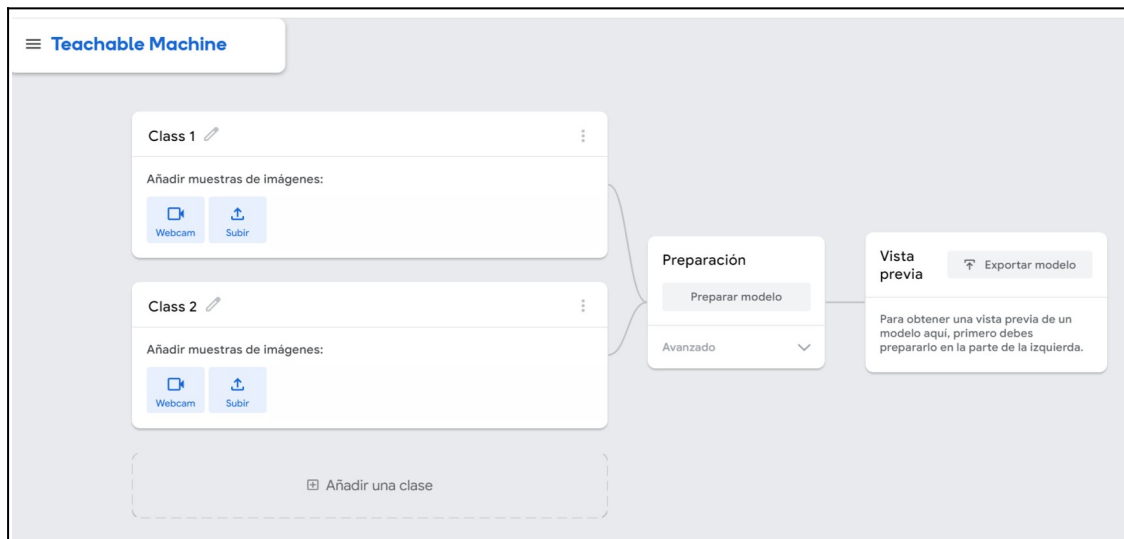 Teachable Machine
Class 1
Añadir muestras de imágenes:
Webcam
Subir
Class 2
Añadir muestras de imágenes:
Webcam
Subir
Añadir una clase
Preparación
Preparar modelo
Avanzado
Vista
previa
Exportar modelo
Para obtener una vista previa de un
modelo aquí, primero debes
prepararlo en la parte de la izquierda.